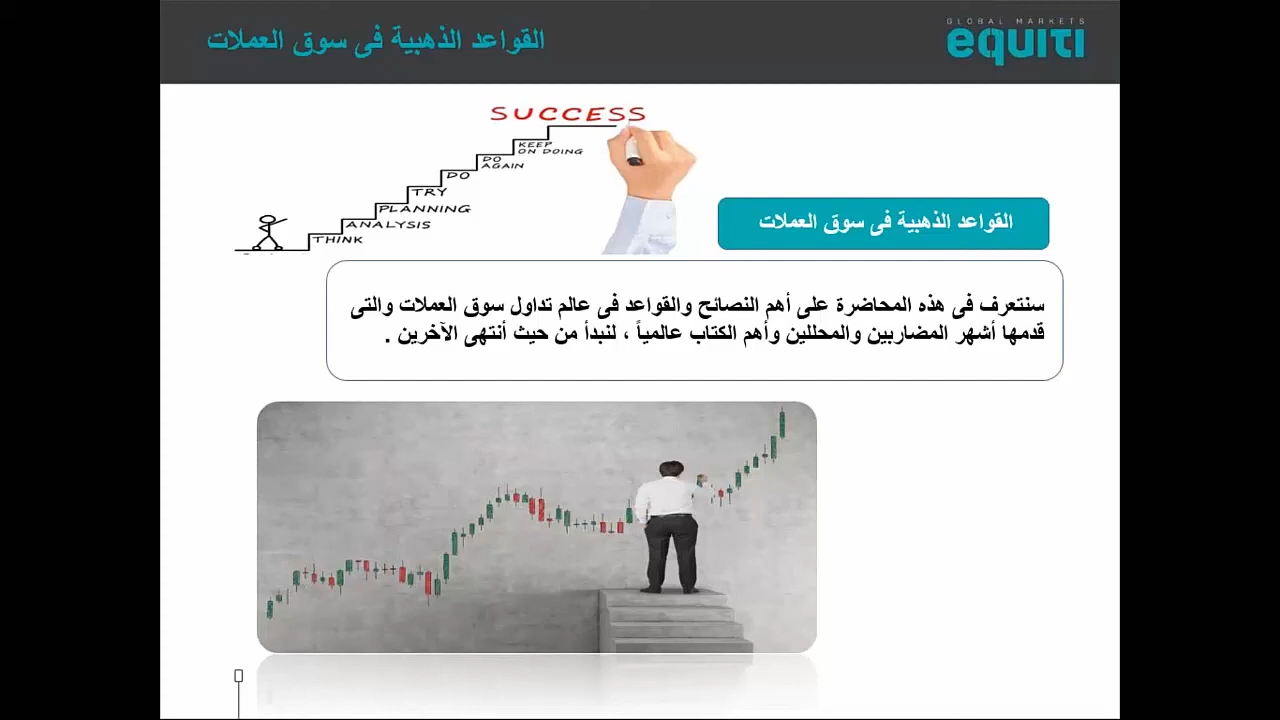 القواعد الذهبية فى سوق العملات
GLOBAL MARKETS
equiti
SUCCESS
KEEP
ON DOING
DO
AGAIN
DO
TRY
PLANNING
ANALYSIS
THINK
القواعد الذهبية فى سوق العملات
سنتعرف فى هذه المحاضرة على أهم النصائح والقواعد فى عالم تداول سوق العملات والتى
قدمها أشهر المضاربين والمحللين وأهم الكتاب عالمياً ، لنبدأ من حيث أنتهى الآخرين .